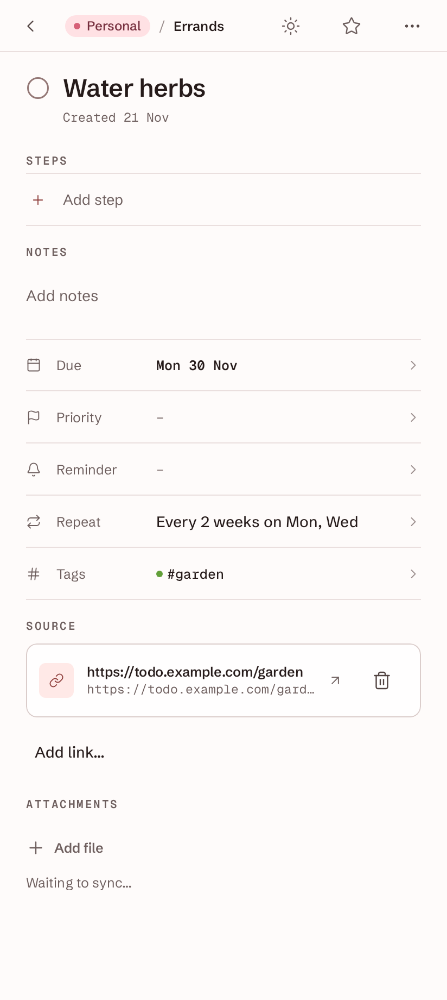 Personal / Errands
Water herbs
Created 21 Nov
STEPS
Add step
NOTES
Add notes
Due Mon 30 Nov
Priority –
Reminder –
Repeat Every 2 weeks on Mon, Wed
Tags #garden
SOURCE
https://todo.example.com/garden
https://todo.example.com/gard…
Add link…
ATTACHMENTS
Add file
Waiting to sync…